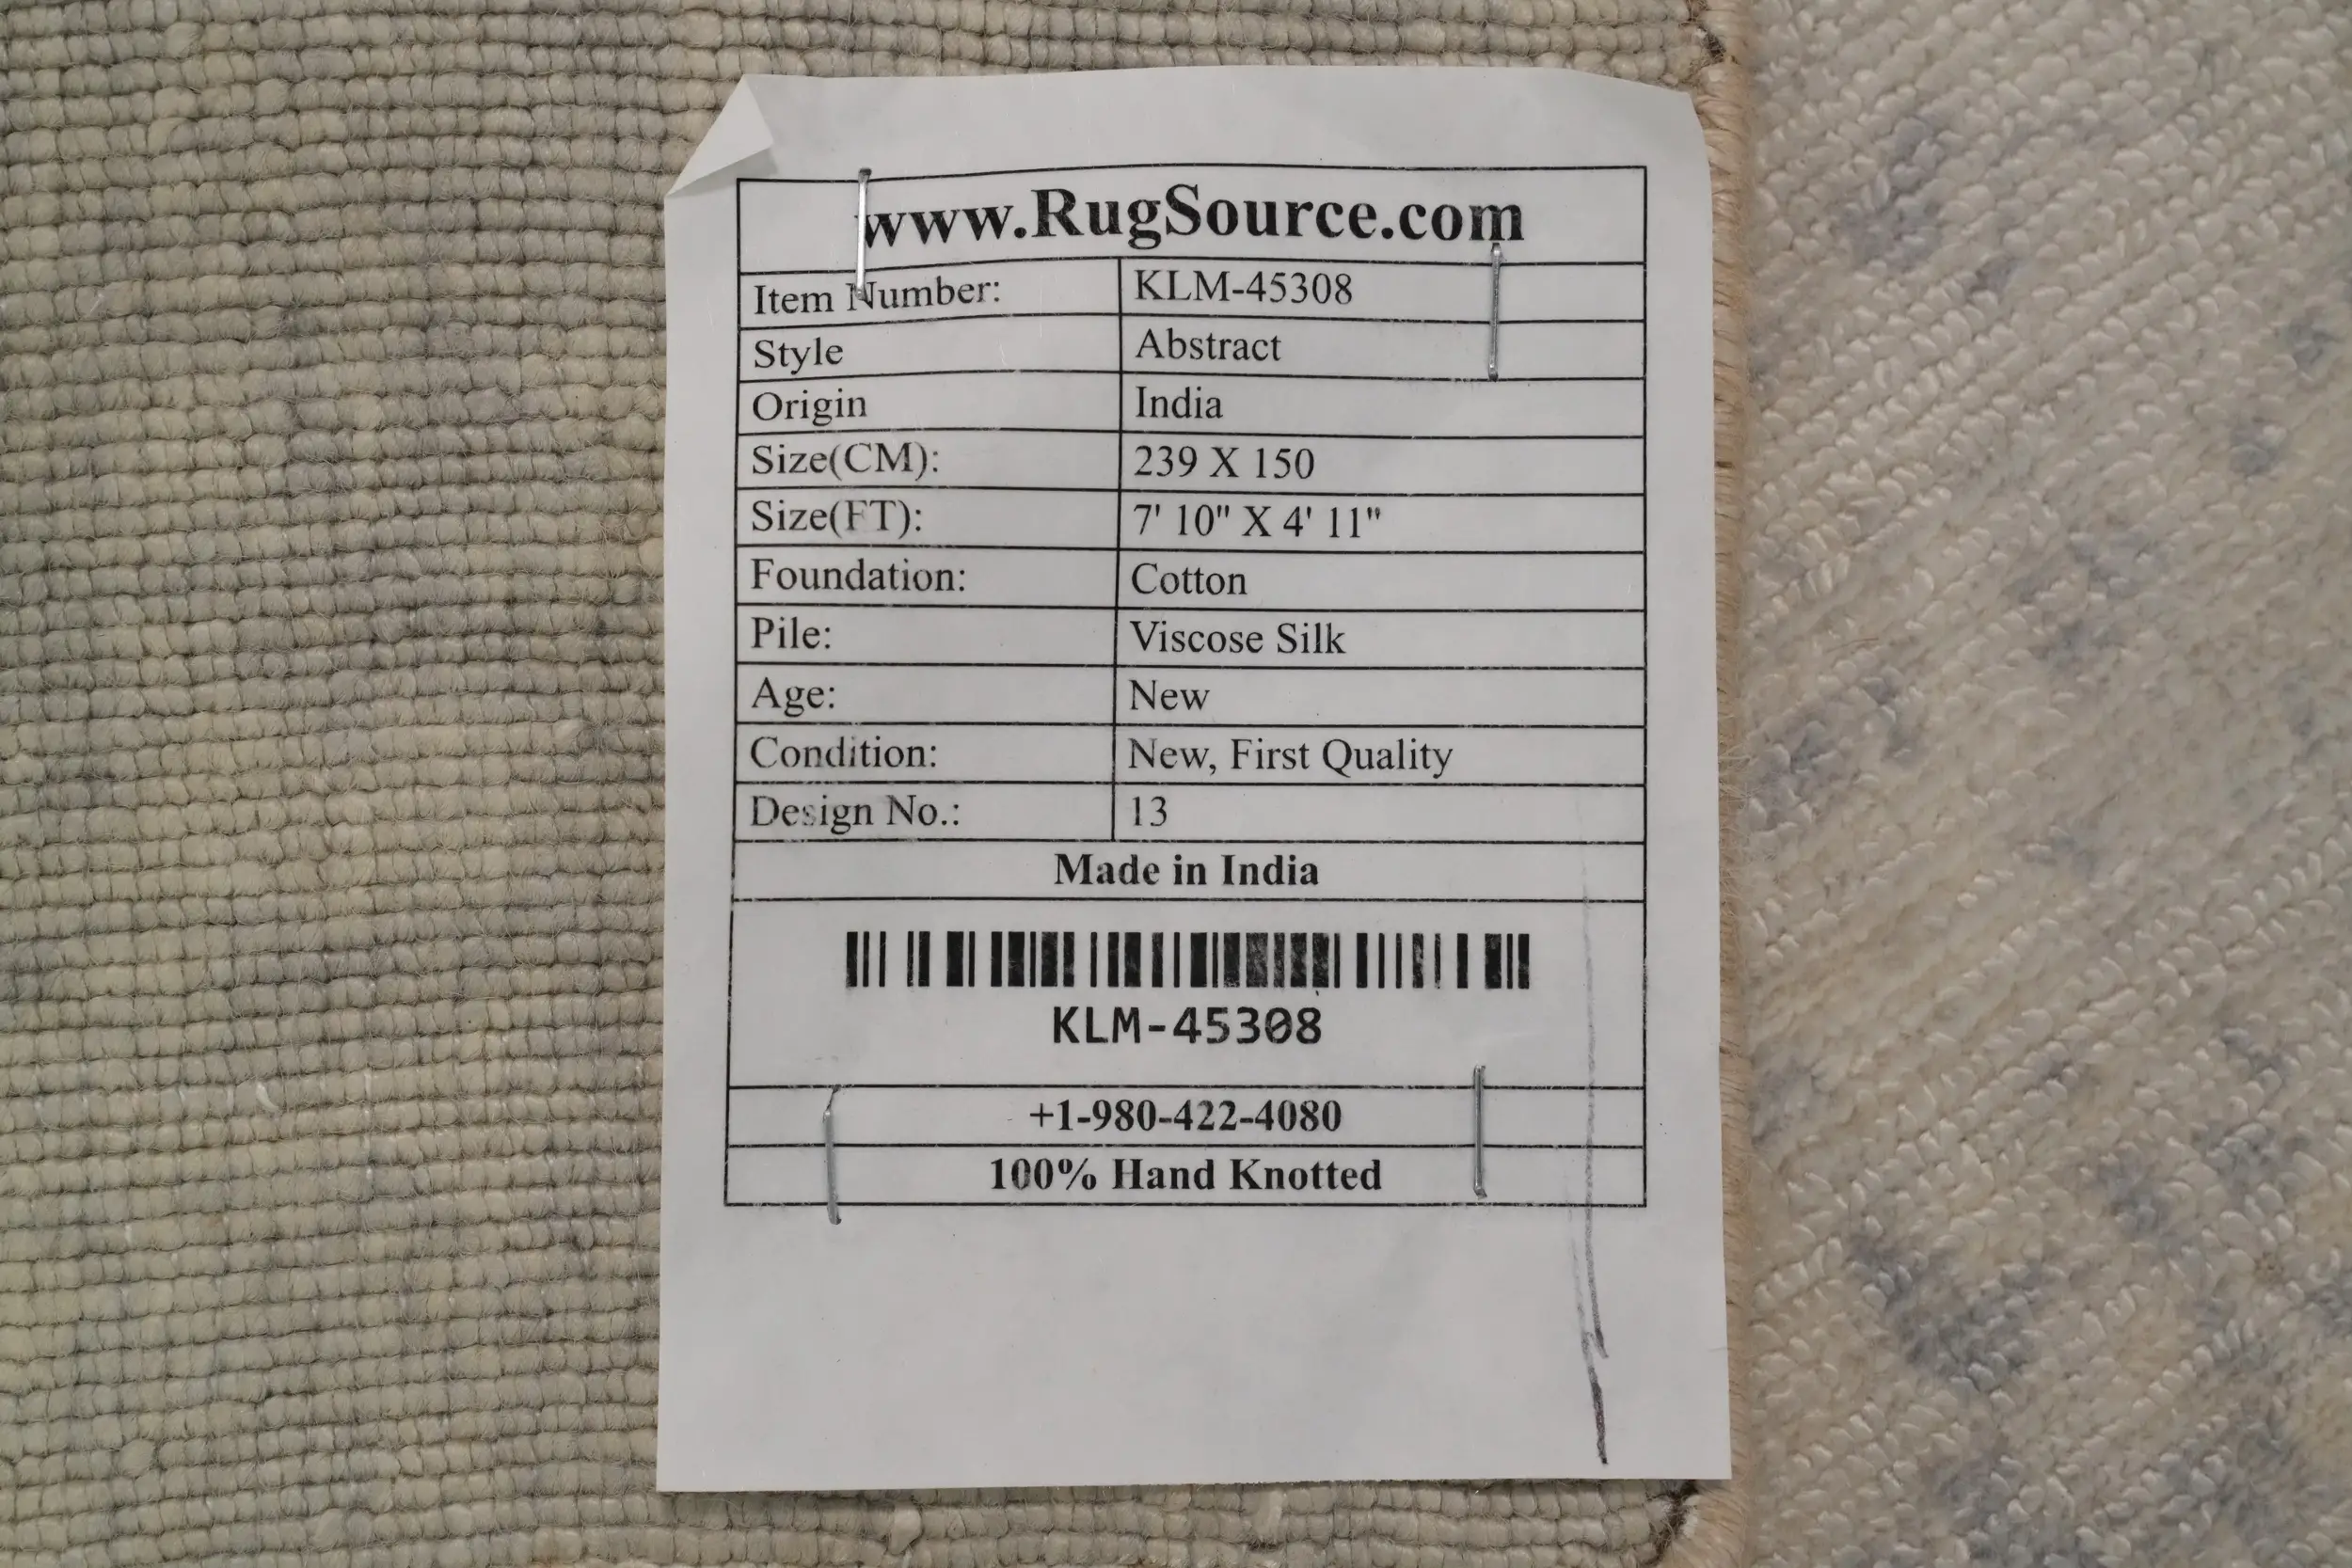 www.RugSource.com
Item Number: KLM-45308
Style Abstract
Origin India
Size(CM): 239 X 150
Size(FT): 7' 10" X 4' 11"
Foundation: Cotton
Pile: Viscose Silk
Age: New
Condition: New, First Quality
Design No.: 13
Made in India
KLM-45308
+1-980-422-4080
100% Hand Knotted